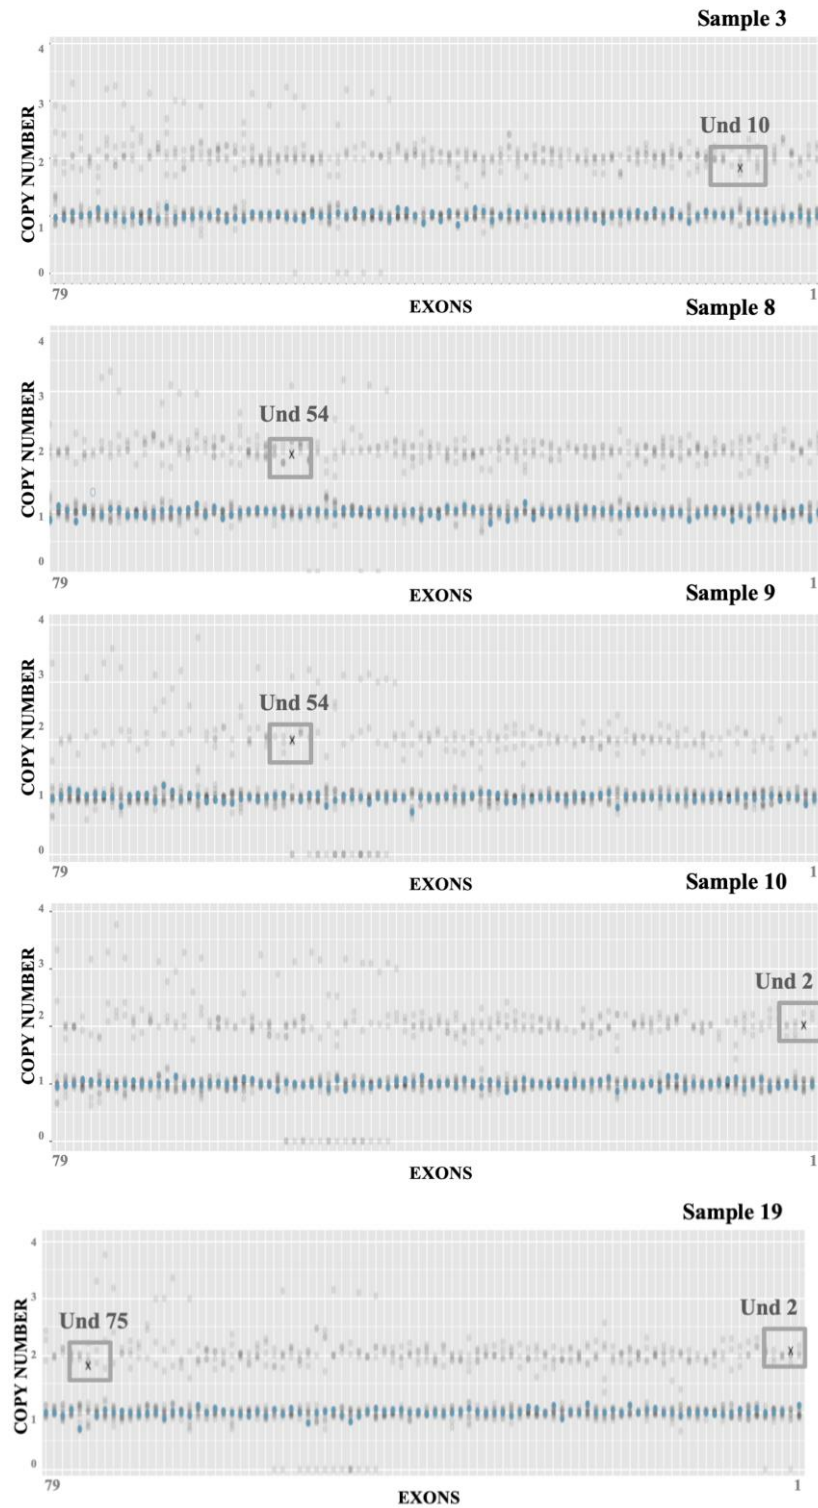 Sample 3
4
3
Und 10
2
COPY NUMBER
1
0
79
EXONS
1
Sample 8
4
3
Und 54
2
COPY NUMBER
X
1
0
79
EXONS
1
Sample 9
4
3
Und 54
2
COPY NUMBER
X
1
0
79
EXONS
1
Sample 10
4
3
Und 2
2
COPY NUMBER
X
1
0
79
EXONS
1
Sample 19
4
3
Und 75
Und 2
2
COPY NUMBER
X
X
1
0
79
EXONS
1